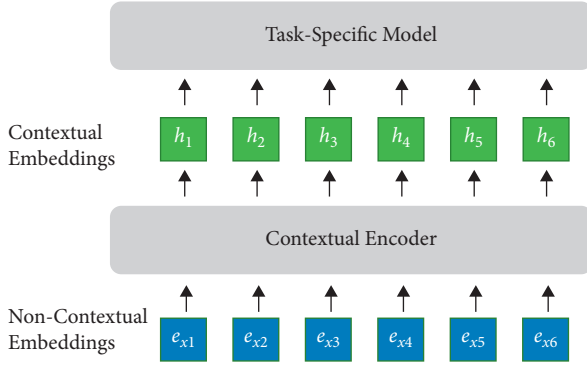 Task-Specific Model
Contextual
Embeddings
h1 h2 h3 h4 h5 h6
Contextual Encoder
Non-Contextual
Embeddings
ex1 ex2 ex3 ex4 ex5 ex6